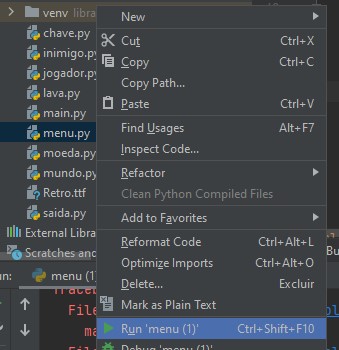 venv libra
chave.py
inimigo.py
jogador.py
lava.py
main.py
menu.py
moeda.py
mundo.py
Retro.ttf
saida.py
External Libra
Scratches and
New
Cut Ctrl+X
Copy Ctrl+C
Copy Path...
Paste Ctrl+V
Find Usages Alt+F7
Inspect Code...
Refactor
Clean Python Compiled Files
Add to Favorites
Reformat Code Ctrl+Alt+L
Optimize Imports Ctrl+Alt+O
Delete... Excluir
Mark as Plain Text
Run 'menu (1)' Ctrl+Shift+F10
Debug 'menu (1)'
un: menu (1)
Traceb
File
ma
File
Bu